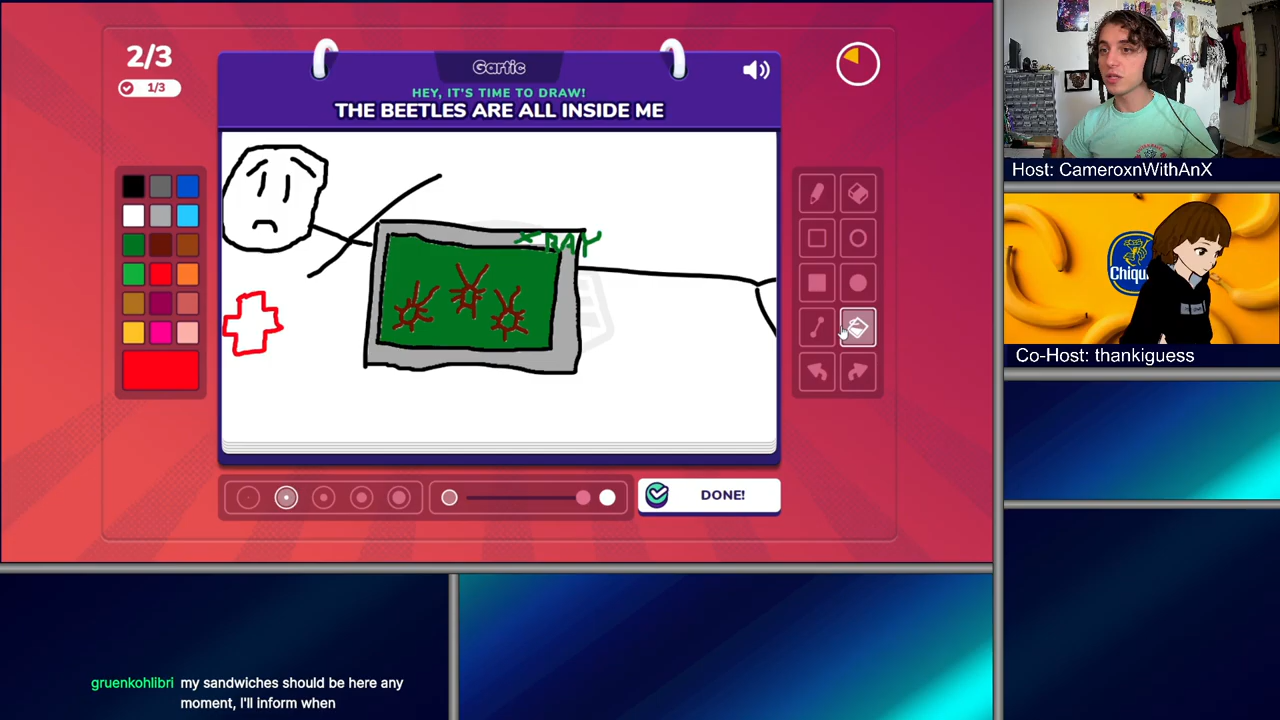 2/3
1/3
Gartic
HEY, IT'S TIME TO DRAW!
THE BEETLES ARE ALL INSIDE ME
X RAY
DONE!
Host: CameroxnWithAnX
Chiqu
Co-Host: thankiguess
gruenkohlibri my sandwiches should be here any
moment, I'll inform when